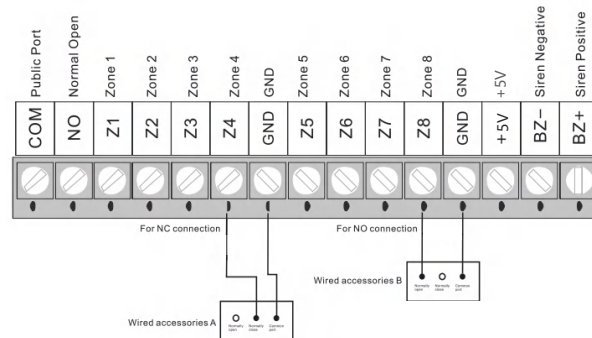 Public Port
Normal Open
Zone 1
Zone 2
Zone 3
Zone 4
GND
Zone 5
Zone 6
Zone 7
Zone 8
GND
+5V
Siren Negative
Siren Positive
COM
NO
Z1
Z2
Z3
Z4
GND
Z5
Z6
Z7
Z8
GND
+5V
BZ−
BZ+
For NC connection
For NO connection
Wired accessories B
Normally open
Normally close
Common port
Wired accessories A
Normally open
Normally close
Common port